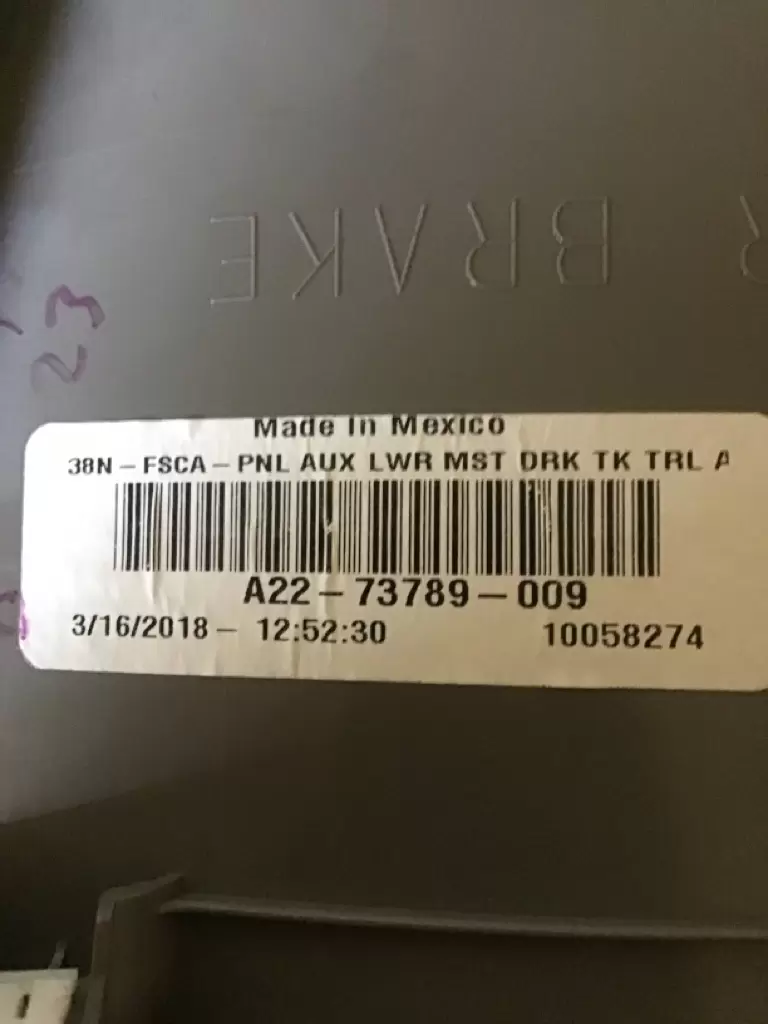 R BRAKE
23
Made In Mexico
38N - FSCA - PNL AUX LWR MST DRK TK TRL A
A22 - 73789 - 009
3/16/2018 - 12:52:30 10058274